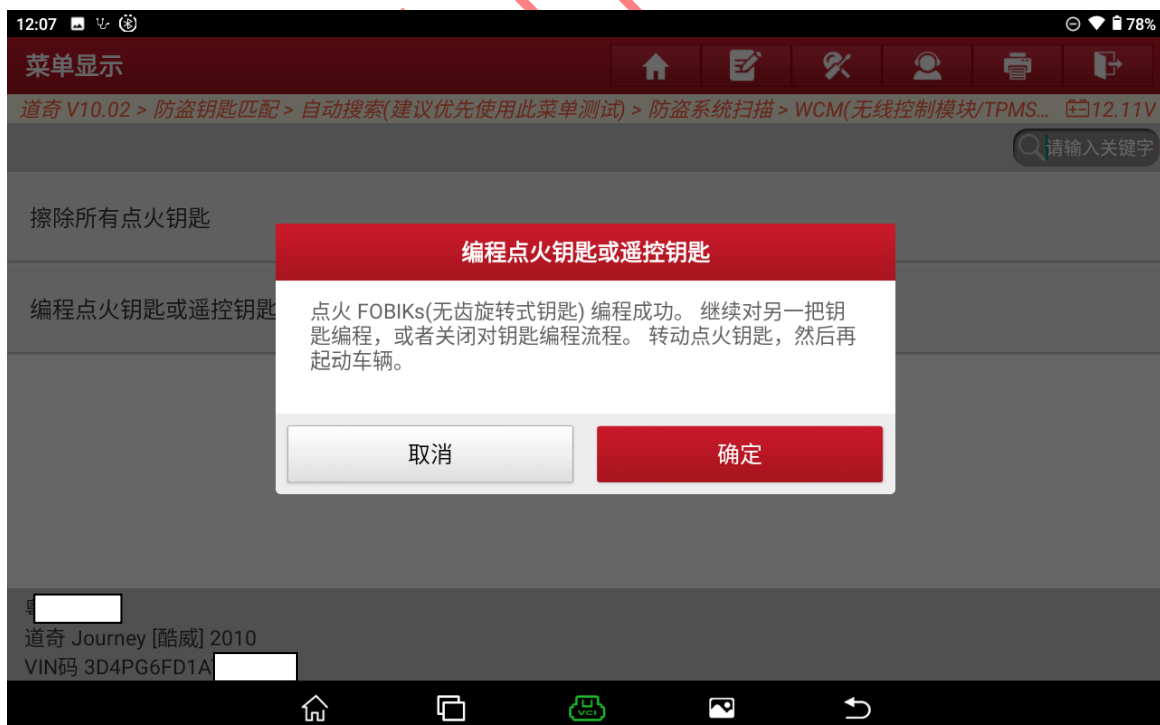 12:07
78%
菜单显示
道奇 V10.02 > 防盗钥匙匹配 > 自动搜索(建议优先使用此菜单测试) > 防盗系统扫描 > WCM(无线控制模块/TPMS...
12.11V
请输入关键字
擦除所有点火钥匙
编程点火钥匙或遥控钥匙
编程点火钥匙或遥控钥匙
点火 FOBIKs(无齿旋转式钥匙) 编程成功。 继续对另一把钥
匙编程，或者关闭对钥匙编程流程。 转动点火钥匙，然后再
起动车辆。
取消
确定
道奇 Journey [酷威] 2010
VIN码 3D4PG6FD1A
VCI